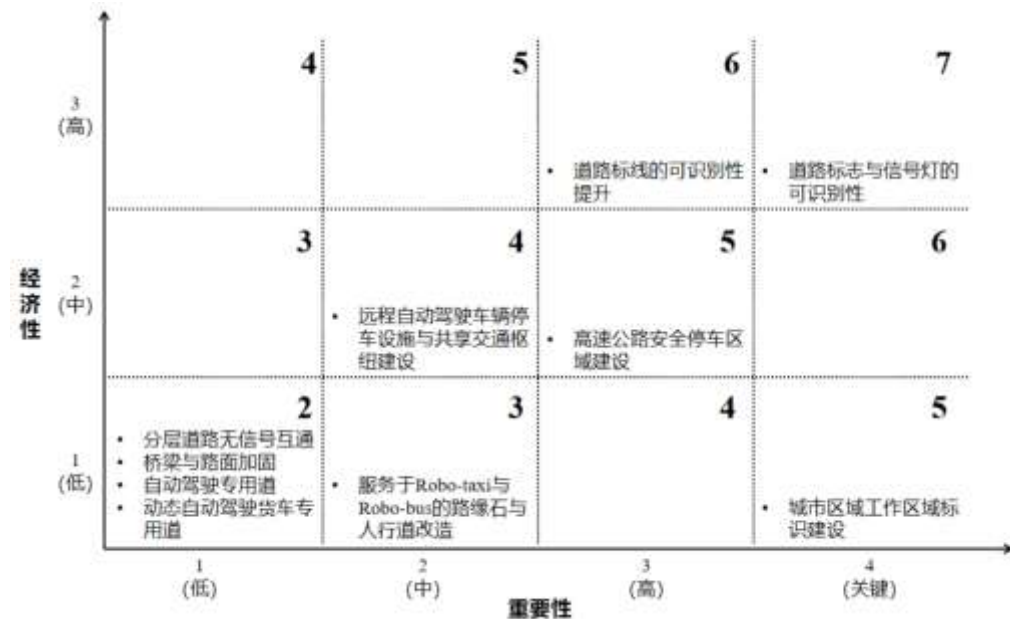 4
5
6
7
3
(高)
• 道路标线的可识别性
提升
• 道路标志与信号灯的
可识别性
3
4
5
6
经济性
2
(中)
• 远程自动驾驶车辆停
车设施与共享交通枢
纽建设
• 高速公路安全停车区
域建设
2
3
4
5
1
(低)
• 分层道路无信号互通
• 桥梁与路面加固
• 自动驾驶专用道
• 动态自动驾驶货车专
用道
• 服务于Robo-taxi与
Robo-bus的路缘石与
人行道改造
• 城市区域工作区域标
识建设
1
(低)
2
(中)
3
(高)
4
(关键)
重要性